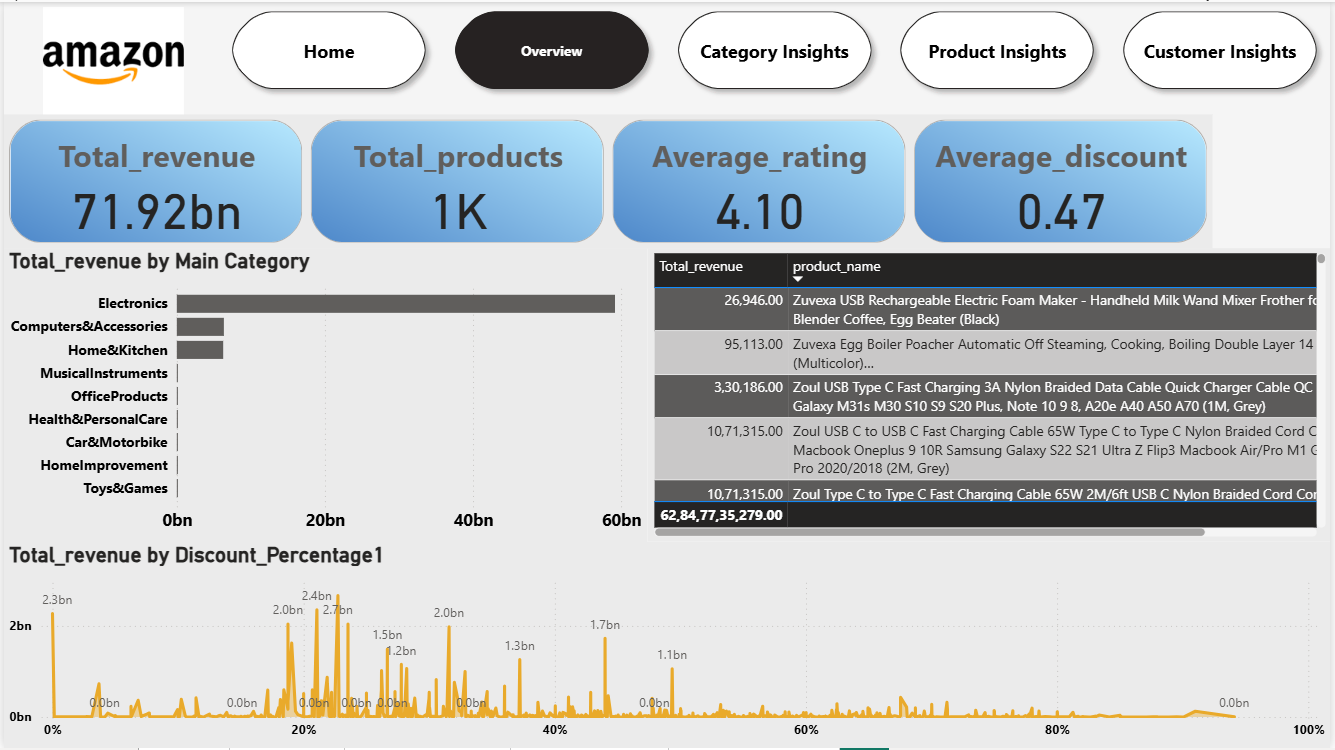 amazon
Home
Overview
Category Insights
Product Insights
Customer Insights
Total_revenue
71.92bn
Total_products
1K
Average_rating
4.10
Average_discount
0.47
Total_revenue by Main Category
Electronics
Computers&Accessories
Home&Kitchen
MusicalInstruments
OfficeProducts
Health&PersonalCare
Car&Motorbike
HomeImprovement
Toys&Games
0bn 20bn 40bn 60bn
Total_revenue product_name
26,946.00 Zuvexa USB Rechargeable Electric Foam Maker - Handheld Milk Wand Mixer Frother
Blender Coffee, Egg Beater (Black)
95,113.00 Zuvexa Egg Boiler Poacher Automatic Off Steaming, Cooking, Boiling Double Layer 14
(Multicolor)...
3,30,186.00 Zoul USB Type C Fast Charging 3A Nylon Braided Data Cable Quick Charger Cable QC
Galaxy M31s M30 S10 S9 S20 Plus, Note 10 9 8, A20e A40 A50 A70 (1M, Grey)
10,71,315.00 Zoul USB C to USB C Fast Charging Cable 65W Type C to Type C Nylon Braided Cord
Macbook Oneplus 9 10R Samsung Galaxy S22 S21 Ultra Z Flip3 Macbook Air/Pro M1
Pro 2020/2018 (2M, Grey)
10,71,315.00 Zoul Type C to Type C Fast Charging Cable 65W 2M/6ft USB C Nylon Braided Cord
62,84,77,35,279.00
Total_revenue by Discount_Percentage1
2bn
0bn
2.3bn
0.0bn
0.0bn
2.0bn
2.4bn
2.7bn
0.0bn
0.0bn
1.5bn
1.2bn
0.0bn
2.0bn
0.0bn
1.3bn
1.7bn
0.0bn
1.1bn
0.0bn
0% 20% 40% 60% 80% 100%